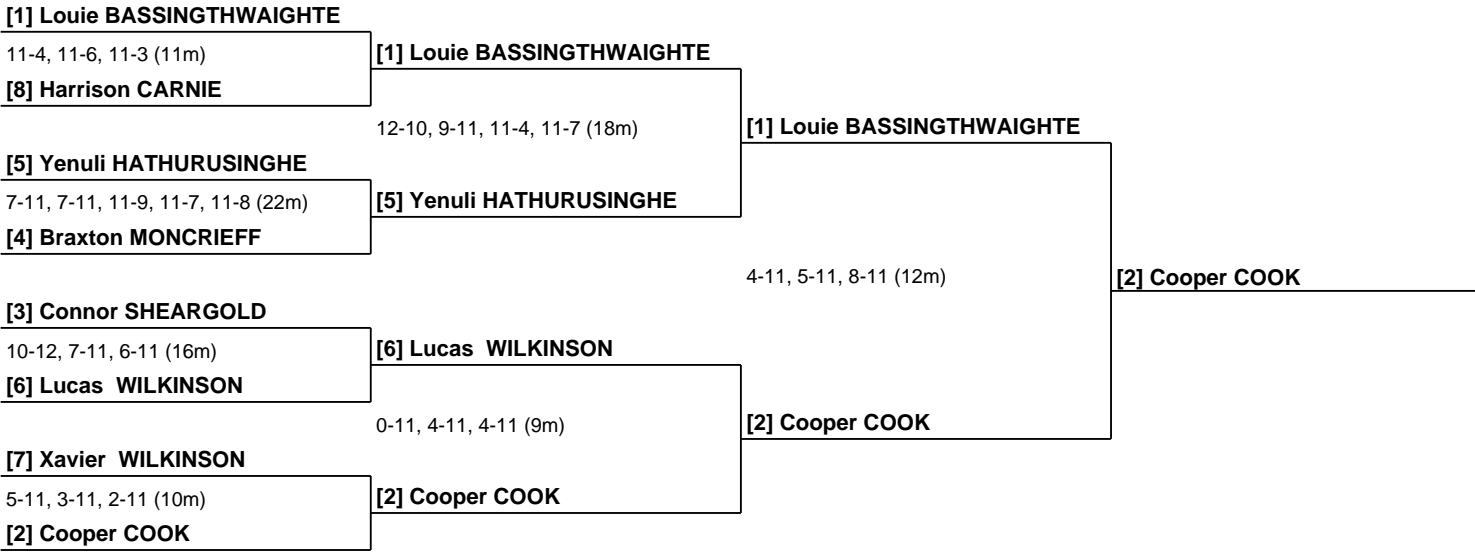 [1] Louie BASSINGTHWAIGHTE
11-4, 11-6, 11-3 (11m)
[1] Louie BASSINGTHWAIGHTE
[8] Harrison CARNIE
12-10, 9-11, 11-4, 11-7 (18m)
[1] Louie BASSINGTHWAIGHTE
[5] Yenuli HATHURUSINGHE
7-11, 7-11, 11-9, 11-7, 11-8 (22m)
[5] Yenuli HATHURUSINGHE
[4] Braxton MONCRIEFF
4-11, 5-11, 8-11 (12m)
[2] Cooper COOK
[3] Connor SHEARGOLD
10-12, 7-11, 6-11 (16m)
[6] Lucas  WILKINSON
[6] Lucas  WILKINSON
0-11, 4-11, 4-11 (9m)
[2] Cooper COOK
[7] Xavier  WILKINSON
5-11, 3-11, 2-11 (10m)
[2] Cooper COOK
[2] Cooper COOK